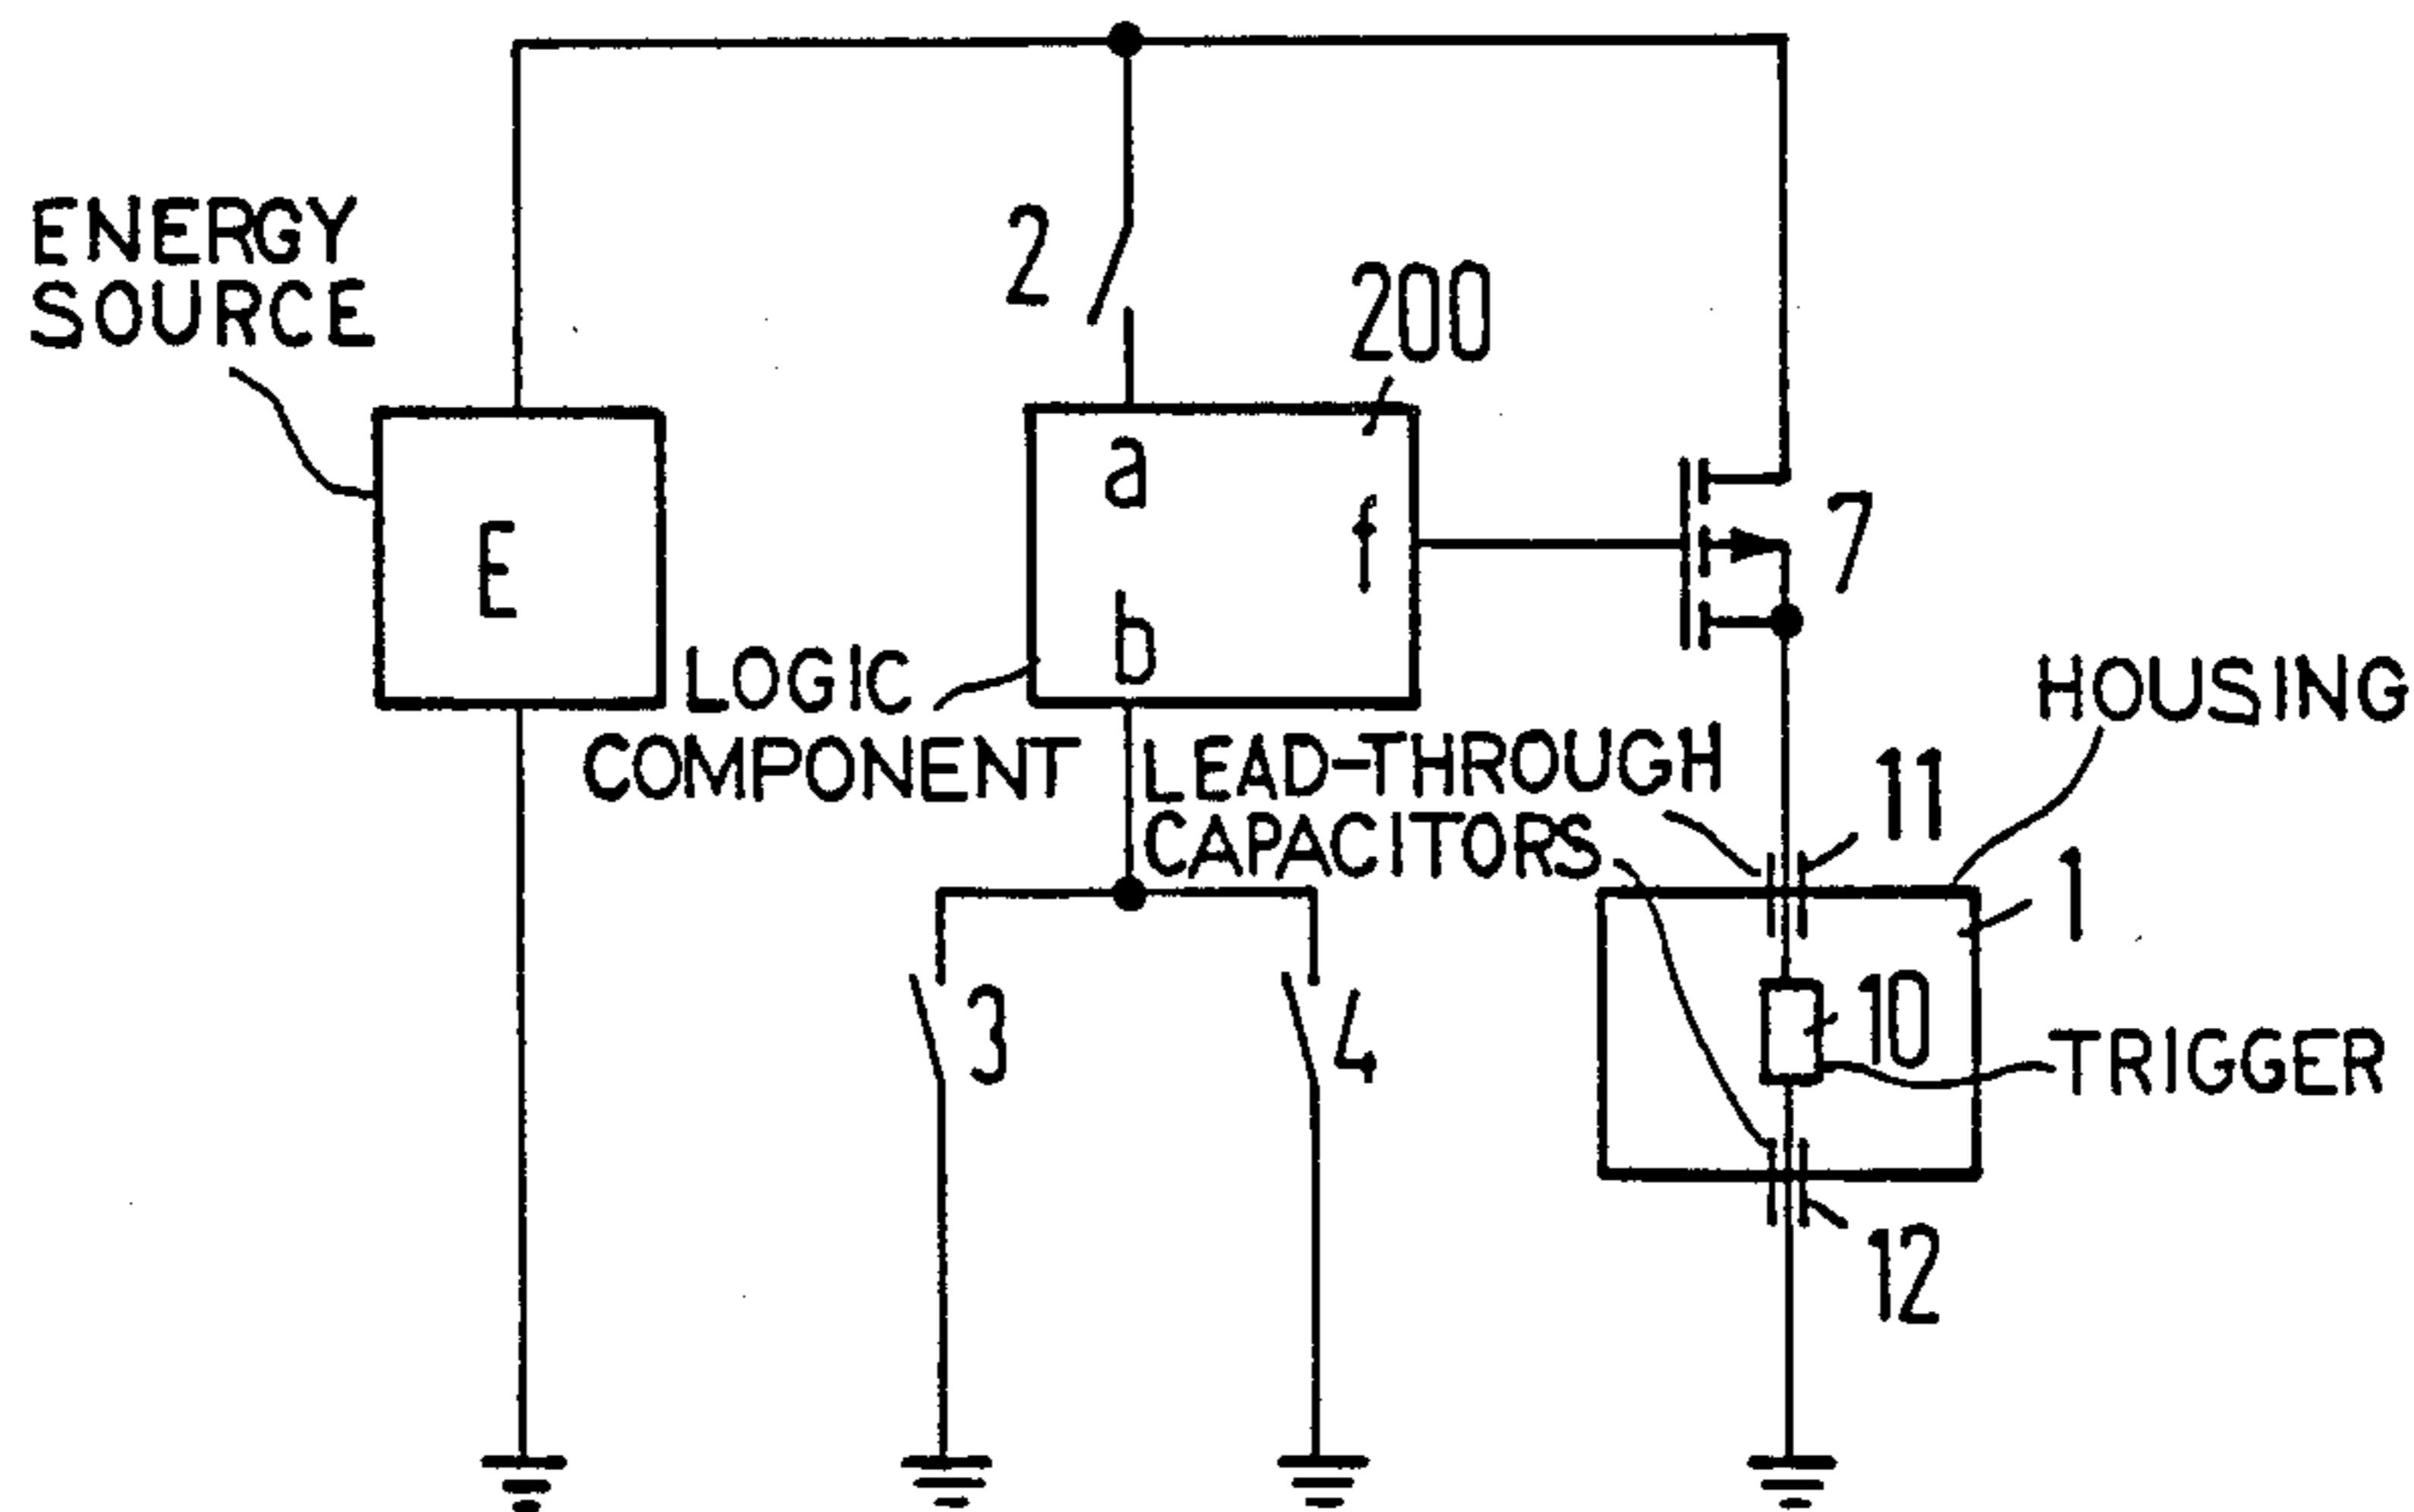 2
ENERGY
SOURCE
200
a
f
E
b
7
LOGIC
COMPONENT
HOUSING
LEAD-THROUGH
CAPACITORS
11
1
3
4
10
TRIGGER
12